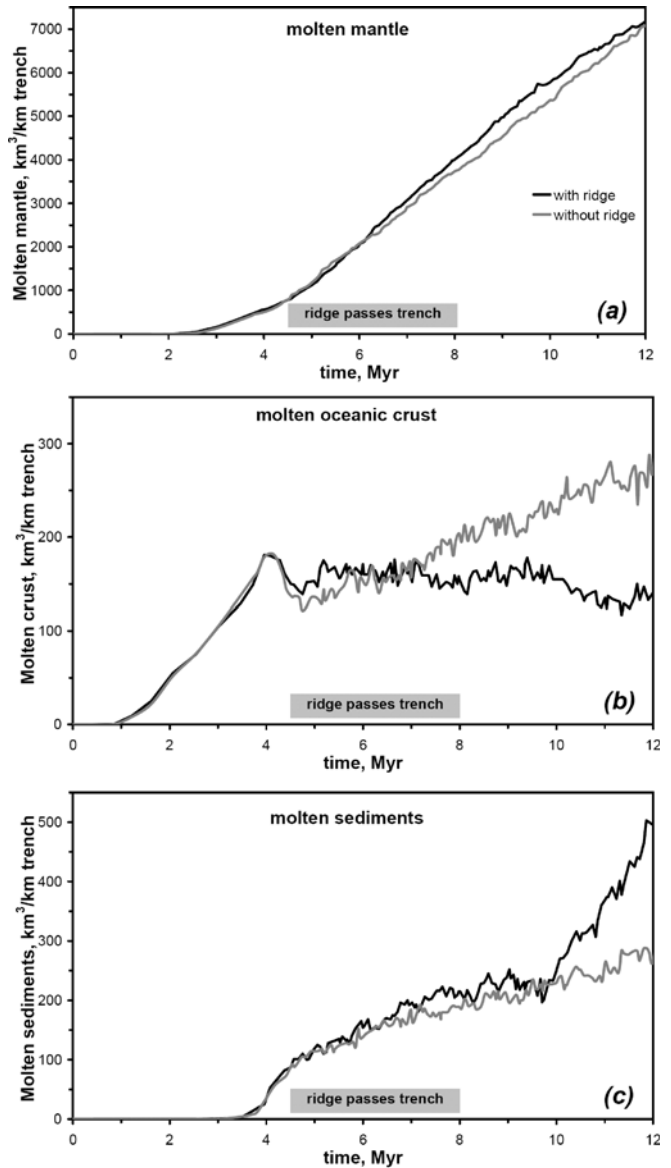 molten mantle
Molten mantle, km³/km trench
7000
6000
5000
4000
3000
2000
1000
0
with ridge
without ridge
ridge passes trench
(a)
0 2 4 6 8 10 12
time, Myr
molten oceanic crust
Molten crust, km³/km trench
300
200
100
0
ridge passes trench
(b)
0 2 4 6 8 10 12
time, Myr
molten sediments
Molten sediments, km³/km trench
500
400
300
200
100
0
ridge passes trench
(c)
0 2 4 6 8 10 12
time, Myr